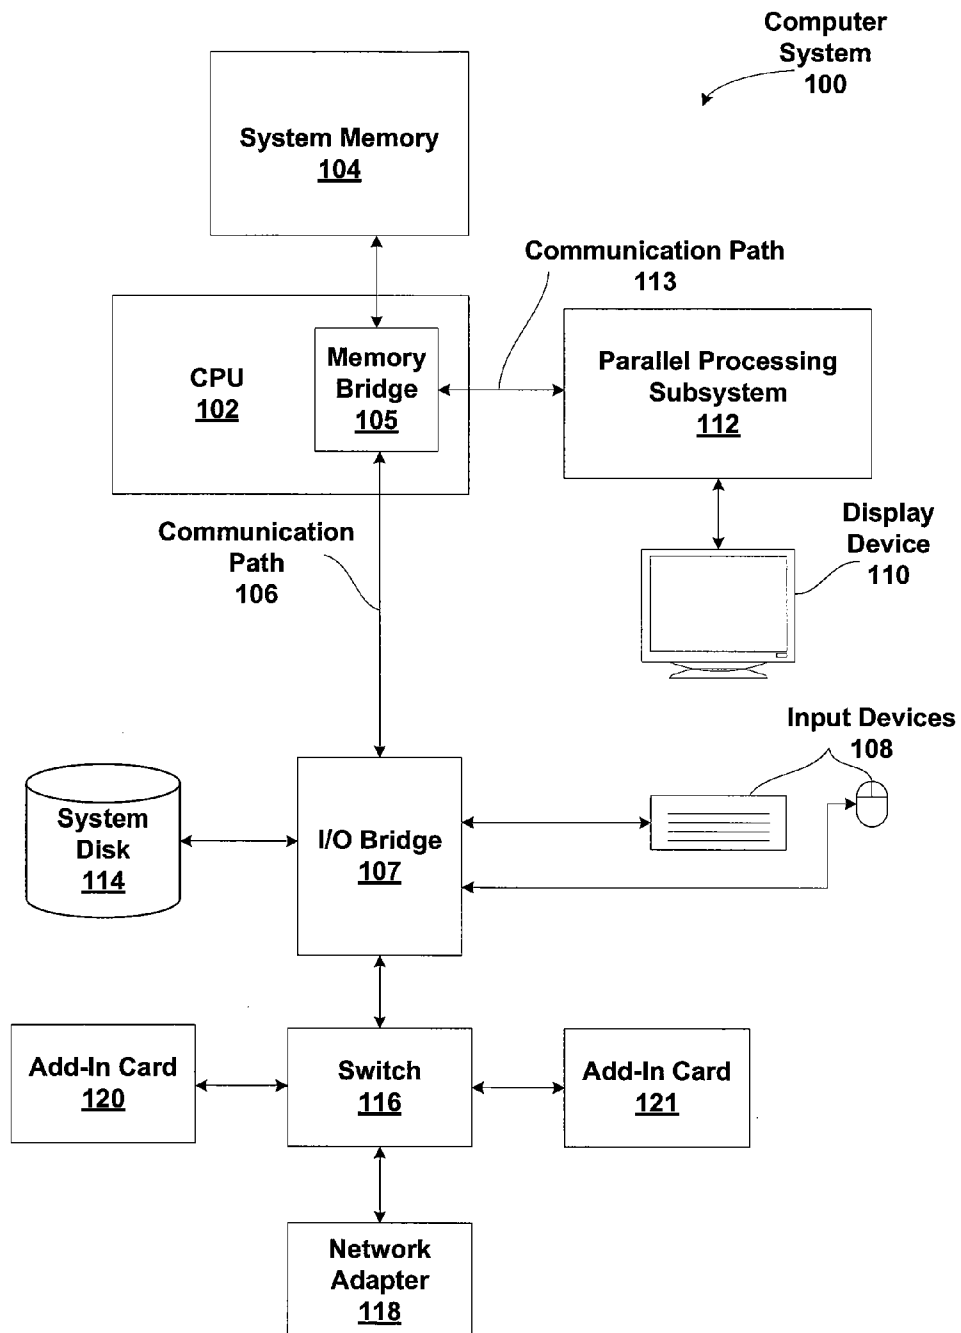 Computer
System
100
System Memory
104
Communication Path
113
CPU
102
Memory
Bridge
105
Parallel Processing
Subsystem
112
Communication
Path
106
Display
Device
110
Input Devices
108
System
Disk
114
I/O Bridge
107
Add-In Card
120
Switch
116
Add-In Card
121
Network
Adapter
118